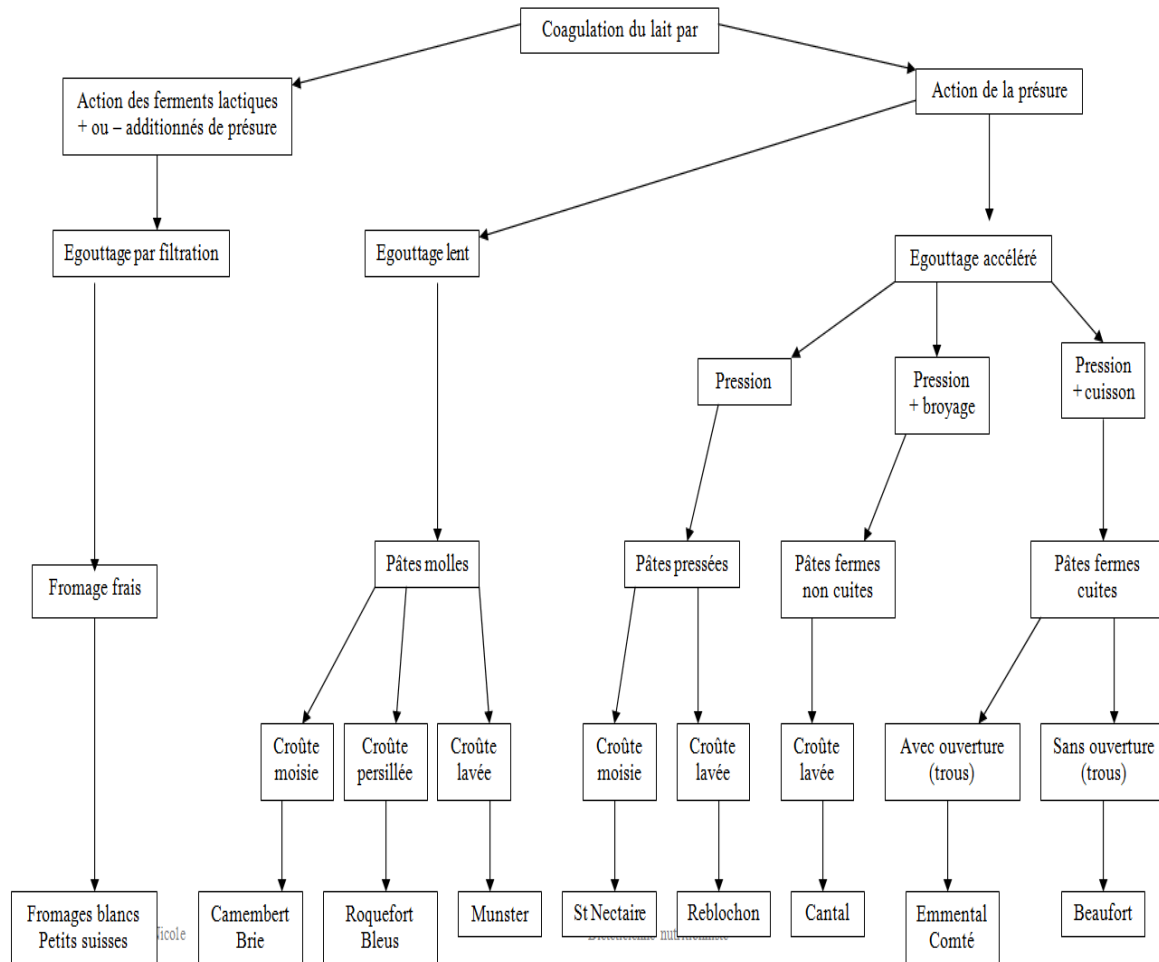 Coagulation du lait par
Action des ferments lactiques
+ ou – additionnés de présure
Action de la présure
Egouttage par filtration
Egouttage lent
Egouttage accéléré
Pression
Pression
+ broyage
Pression
+ cuisson
Fromage frais
Pâtes molles
Pâtes pressées
Pâtes fermes
non cuites
Pâtes fermes
cuites
Croûte
moisie
Croûte
persillée
Croûte
lavée
Croûte
moisie
Croûte
lavée
Croûte
lavée
Avec ouverture
(trous)
Sans ouverture
(trous)
Fromages blancs
Petits suisses
Camembert
Brie
Roquefort
Bleus
Munster
St Nectaire
Reblochon
Cantal
Emmental
Comté
Beaufort
Nicole